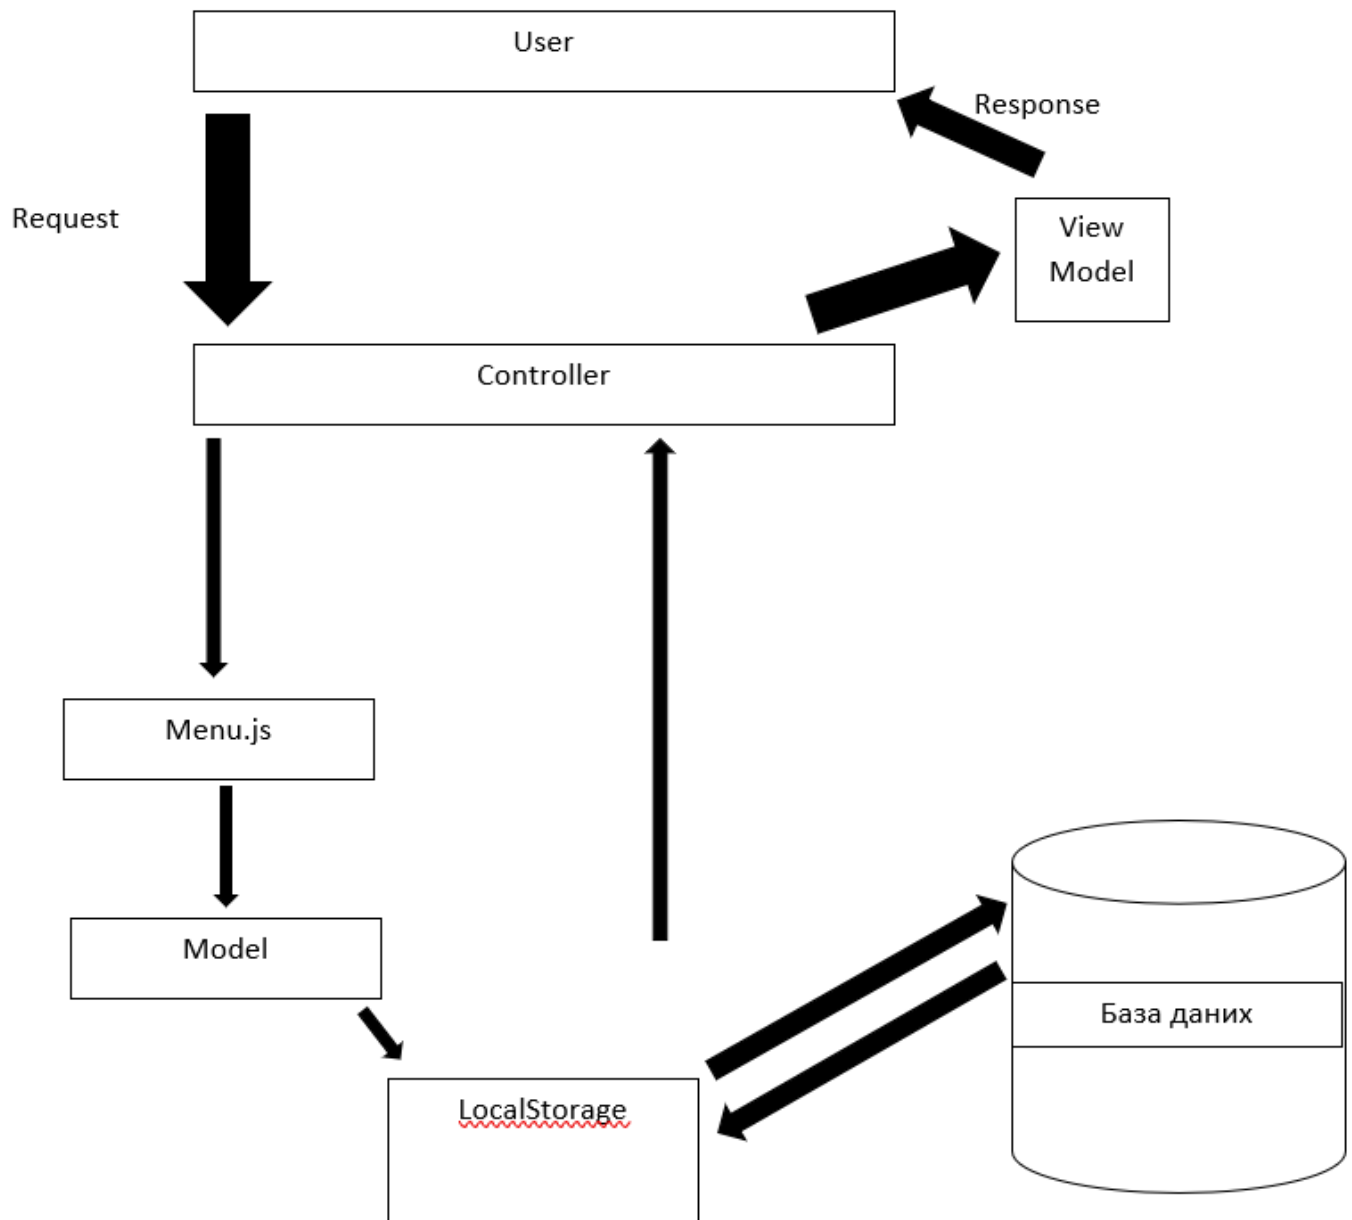 User
Response
Request
View
Model
Controller
Menu.js
Model
База даних
LocalStorage